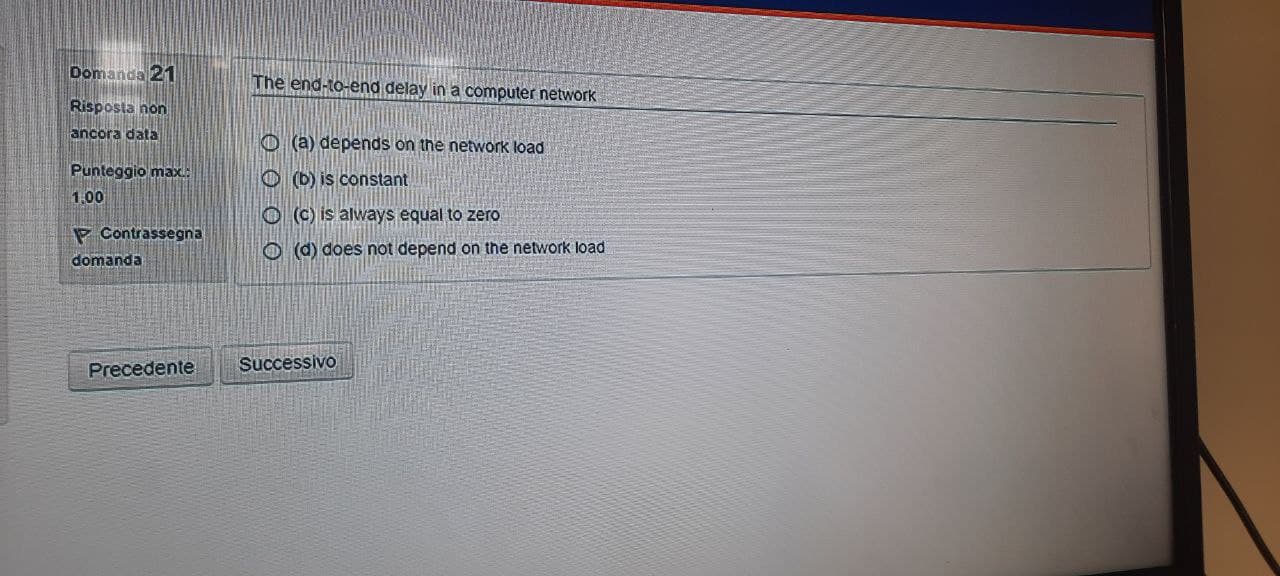 Domanda 21
Risposta non
ancora data
Punteggio max.:
1,00
Contrassegna
domanda
The end-to-end delay in a computer network
(a) depends on the network load
(b) is constant
(c) is always equal to zero
(d) does not depend on the network load
Precedente
Successivo